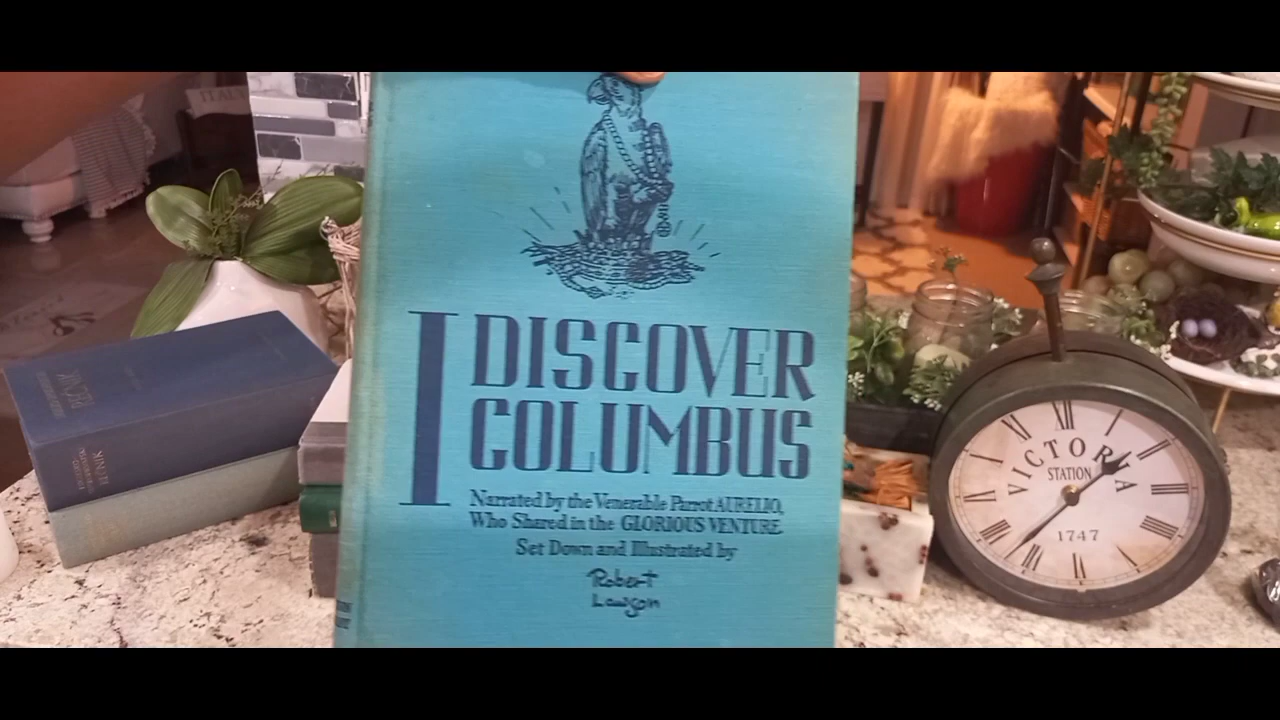 I DISCOVER
COLUMBUS
Narrated by the Venerable Parrot AURELIO,
Who Shared in the GLORIOUS VENTURE.
Set Down and Illustrated by
Robert
Lawson
VICTORIA
STATION
1747
XII